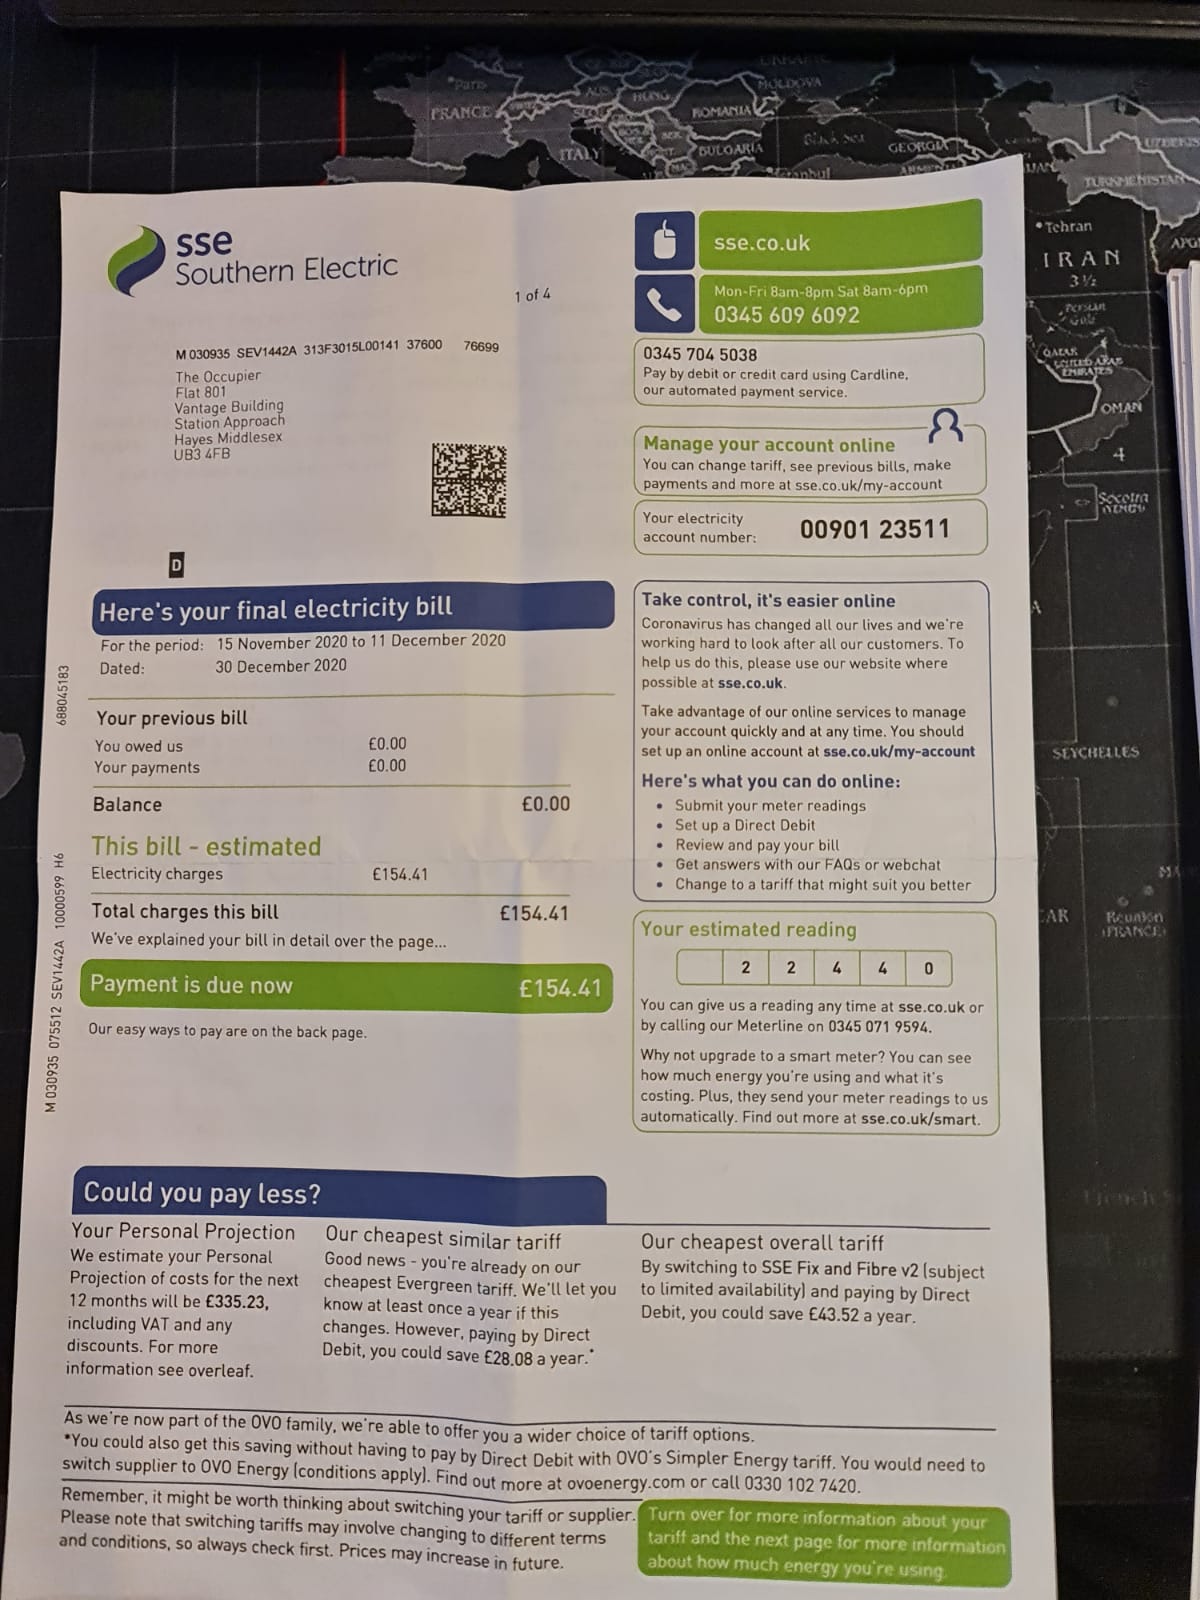 sse
Southern Electric
1 of 4
sse.co.uk
Mon-Fri 8am-8pm Sat 8am-6pm
0345 609 6092
0345 704 5038
Pay by debit or credit card using Cardline,
our automated payment service.
M 030935 SEV1442A 313F3015L00141 37600 76699
The Occupier
Flat 801
Vantage Building
Station Approach
Hayes Middlesex
UB3 4FB
Manage your account online
You can change tariff, see previous bills, make
payments and more at sse.co.uk/my-account
Your electricity
account number:
00901 23511
D
Here's your final electricity bill
For the period: 15 November 2020 to 11 December 2020
Dated: 30 December 2020
Your previous bill
You owed us £0.00
Your payments £0.00
Balance £0.00
This bill - estimated
Electricity charges £154.41
Total charges this bill £154.41
We've explained your bill in detail over the page...
Payment is due now £154.41
Our easy ways to pay are on the back page.
688045183
M 030935 075512 SEV1442A 10000599 H6
Take control, it's easier online
Coronavirus has changed all our lives and we're
working hard to look after all our customers. To
help us do this, please use our website where
possible at sse.co.uk.
Take advantage of our online services to manage
your account quickly and at any time. You should
set up an online account at sse.co.uk/my-account
Here's what you can do online:
• Submit your meter readings
• Set up a Direct Debit
• Review and pay your bill
• Get answers with our FAQs or webchat
• Change to a tariff that might suit you better
Your estimated reading
2 2 4 4 0
You can give us a reading any time at sse.co.uk or
by calling our Meterline on 0345 071 9594.
Why not upgrade to a smart meter? You can see
how much energy you're using and what it's
costing. Plus, they send your meter readings to us
automatically. Find out more at sse.co.uk/smart.
Could you pay less?
Your Personal Projection
We estimate your Personal
Projection of costs for the next
12 months will be £335.23,
including VAT and any
discounts. For more
information see overleaf.
Our cheapest similar tariff
Good news - you're already on our
cheapest Evergreen tariff. We'll let you
know at least once a year if this
changes. However, paying by Direct
Debit, you could save £28.08 a year.*
Our cheapest overall tariff
By switching to SSE Fix and Fibre v2 (subject
to limited availability) and paying by Direct
Debit, you could save £43.52 a year.
As we're now part of the OVO family, we're able to offer you a wider choice of tariff options.
*You could also get this saving without having to pay by Direct Debit with OVO's Simpler Energy tariff. You would need to
switch supplier to OVO Energy (conditions apply). Find out more at ovoenergy.com or call 0330 102 7420.
Remember, it might be worth thinking about switching your tariff or supplier.
Please note that switching tariffs may involve changing to different terms
and conditions, so always check first. Prices may increase in future.
Turn over for more information about your
tariff and the next page for more information
about how much energy you're using.
Paris
FRANCE
ITALY
HUNG.
ROMANIA
MOLDOVA
BULGARIA
Black Sea
GEORGIA
UZBEKIS
TURKMENISTAN
Tehran
IRAN
3½
QATAR
UNITED ARAB
EMIRATES
OMAN
4
Socotra
SEYCHELLES
Reunion
(FRANCE)